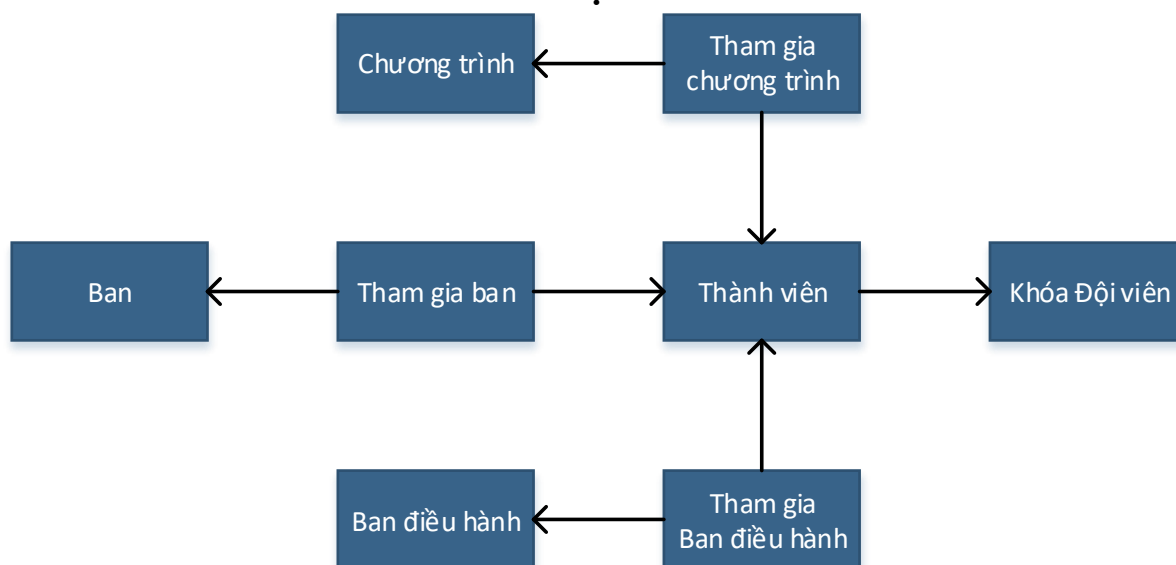 Chương trình
Tham gia
chương trình
Ban
Tham gia ban
Thành viên
Khóa Đội viên
Ban điều hành
Tham gia
Ban điều hành